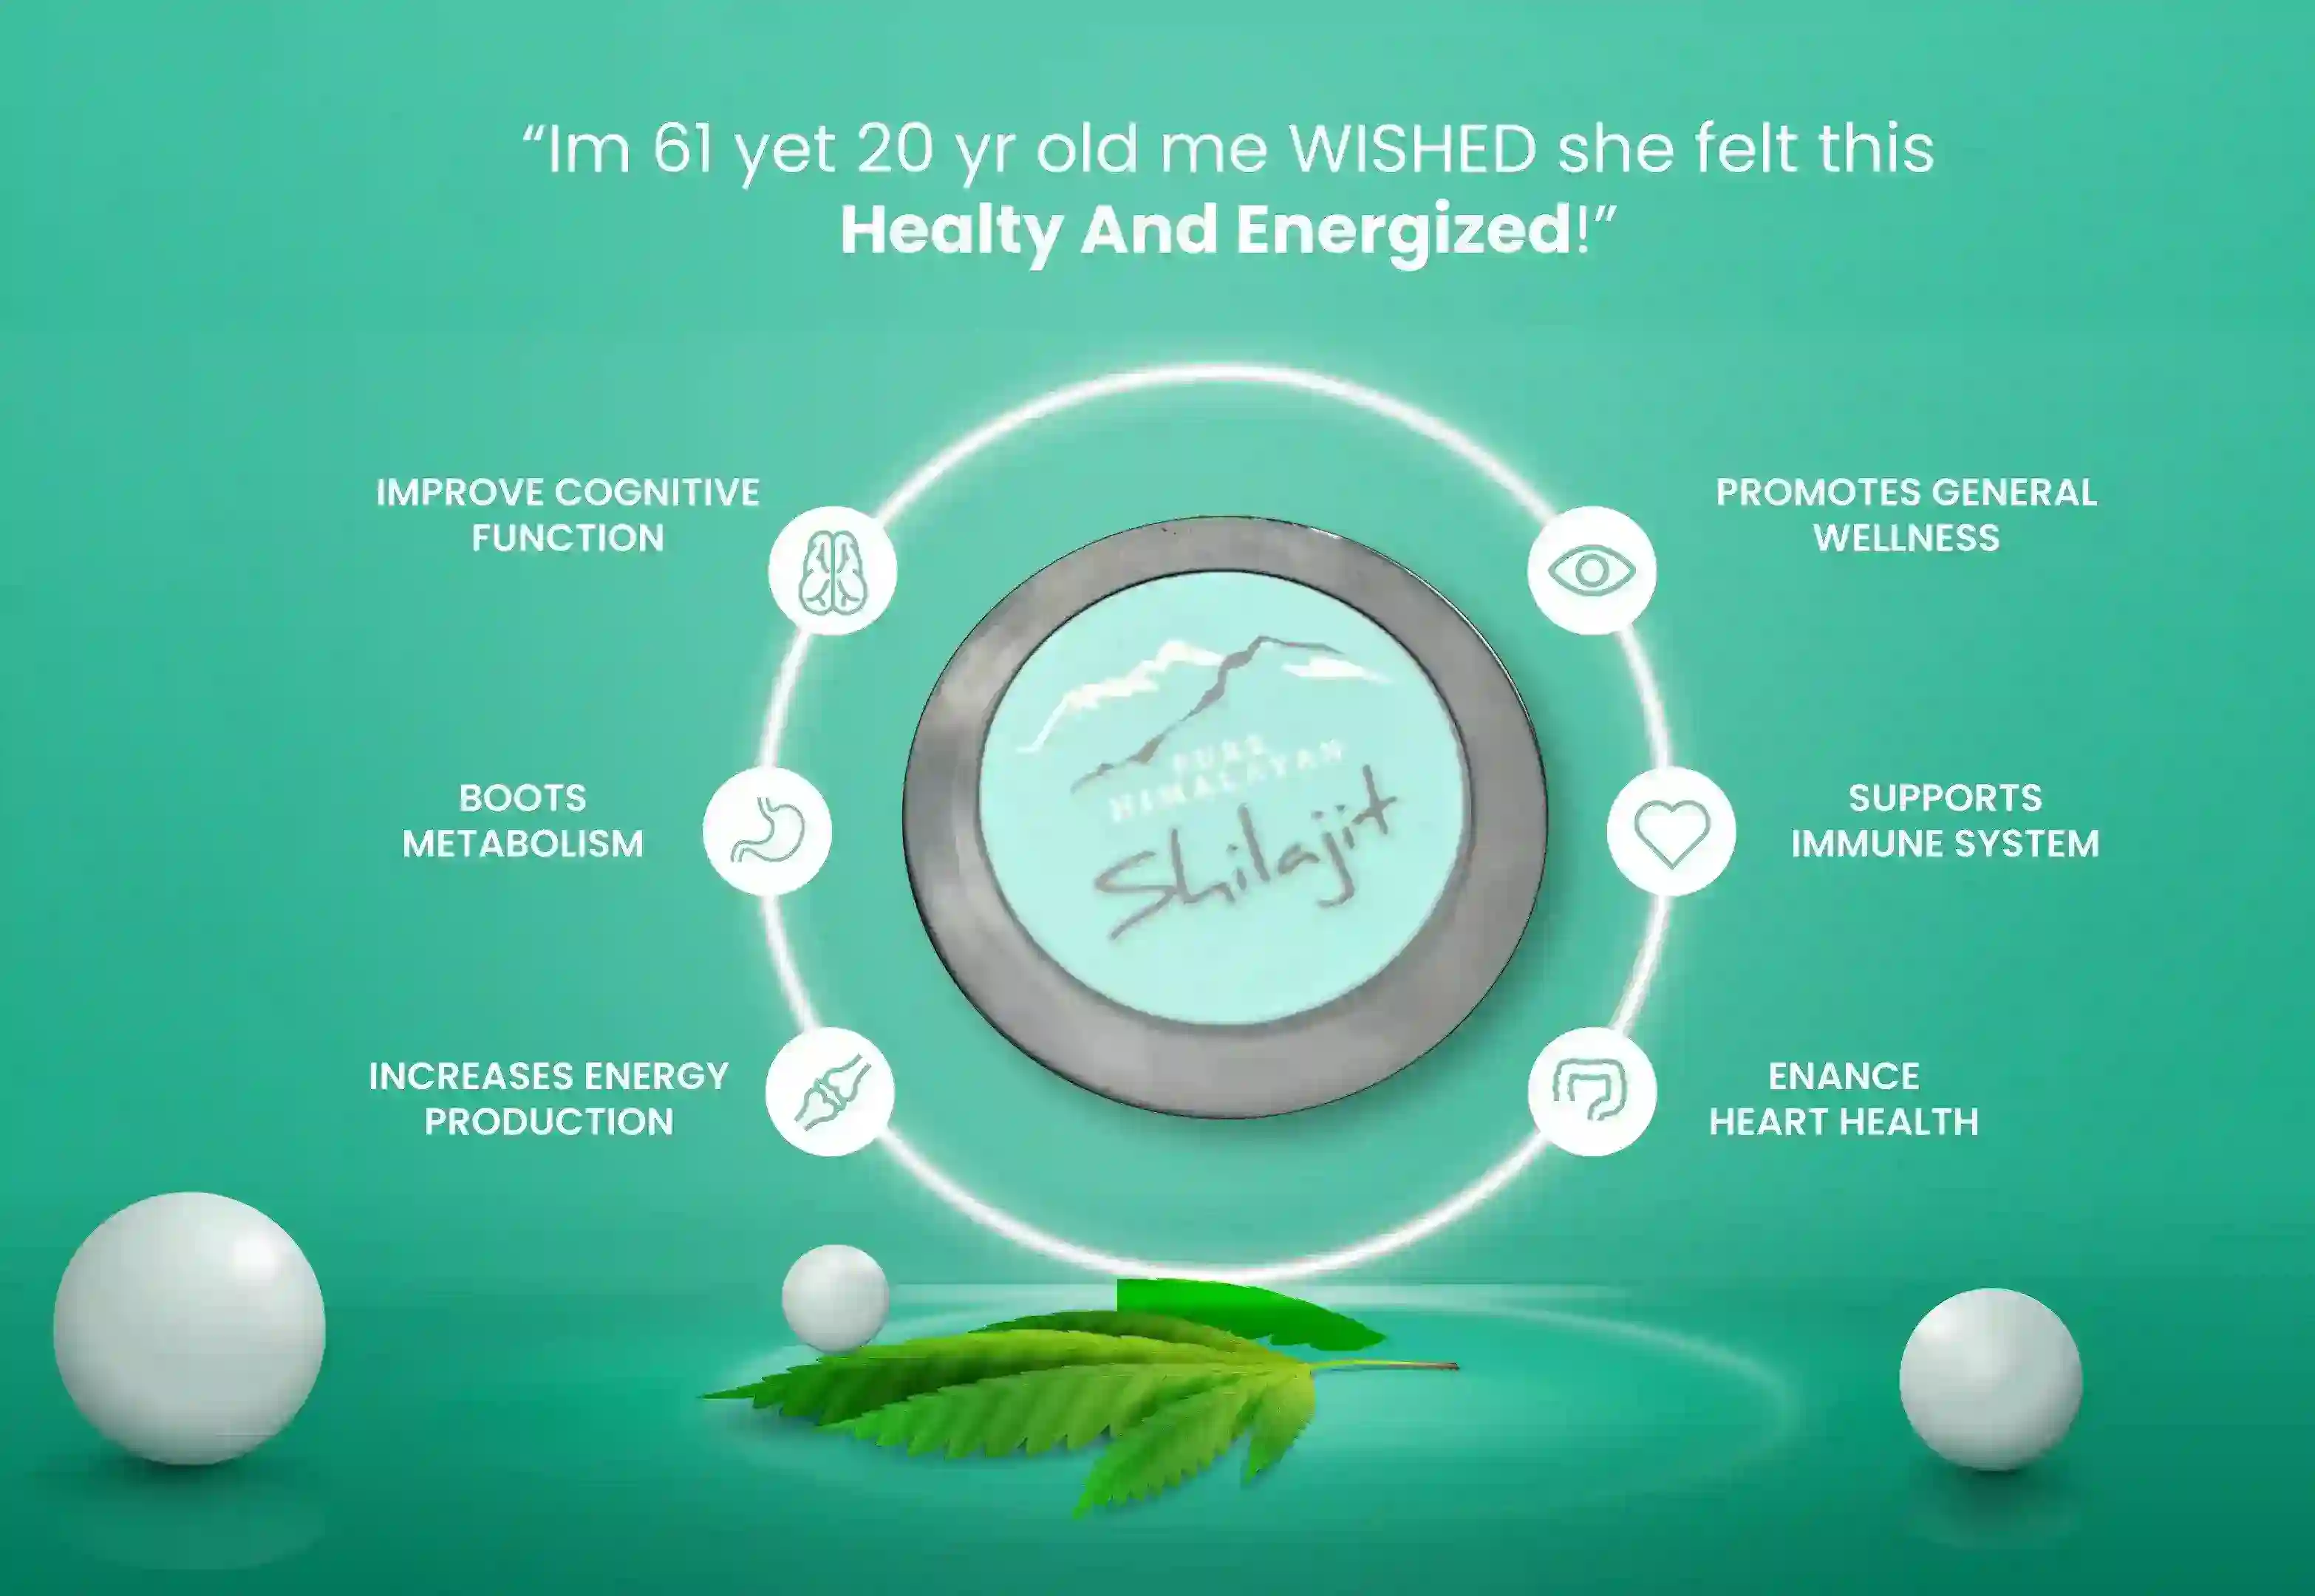 “Im 61 yet 20 yr old me WISHED she felt this
Healty And Energized!”
IMPROVE COGNITIVE
FUNCTION
PROMOTES GENERAL
WELLNESS
PURE
HIMALAYAN
Shilajit
BOOTS
METABOLISM
SUPPORTS
IMMUNE SYSTEM
INCREASES ENERGY
PRODUCTION
ENANCE
HEART HEALTH